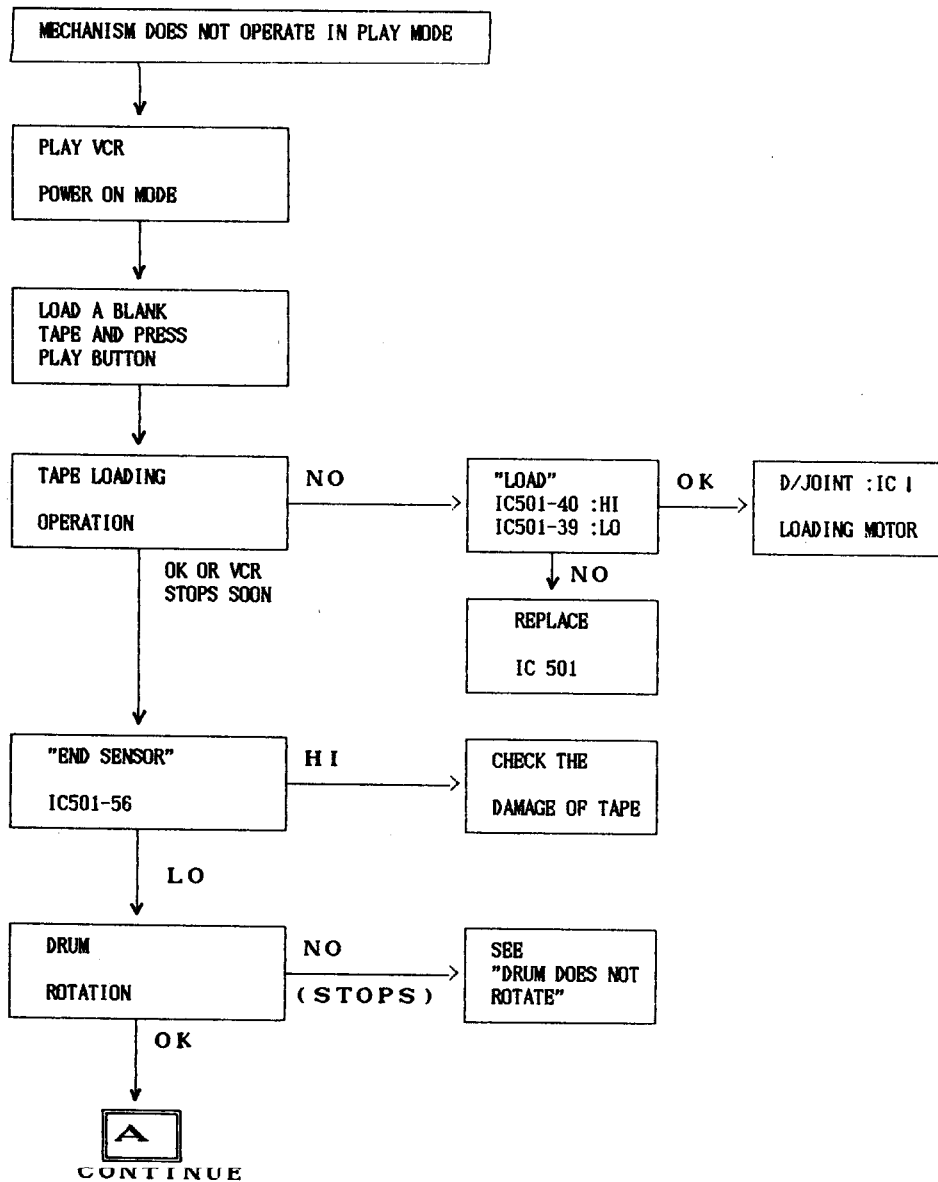 MECHANISM DOES NOT OPERATE IN PLAY MODE
PLAY VCR
POWER ON MODE
LOAD A BLANK
TAPE AND PRESS
PLAY BUTTON
TAPE LOADING
OPERATION
NO
"LOAD"
IC501-40 :HI
IC501-39 :LO
OK
D/JOINT :IC ↓
LOADING MOTOR
NO
REPLACE
IC 501
OK OR VCR
STOPS SOON
"END SENSOR"
IC501-56
HI
CHECK THE
DAMAGE OF TAPE
LO
DRUM
ROTATION
NO
(STOPS)
SEE
"DRUM DOES NOT
ROTATE"
OK
A
CONTINUE